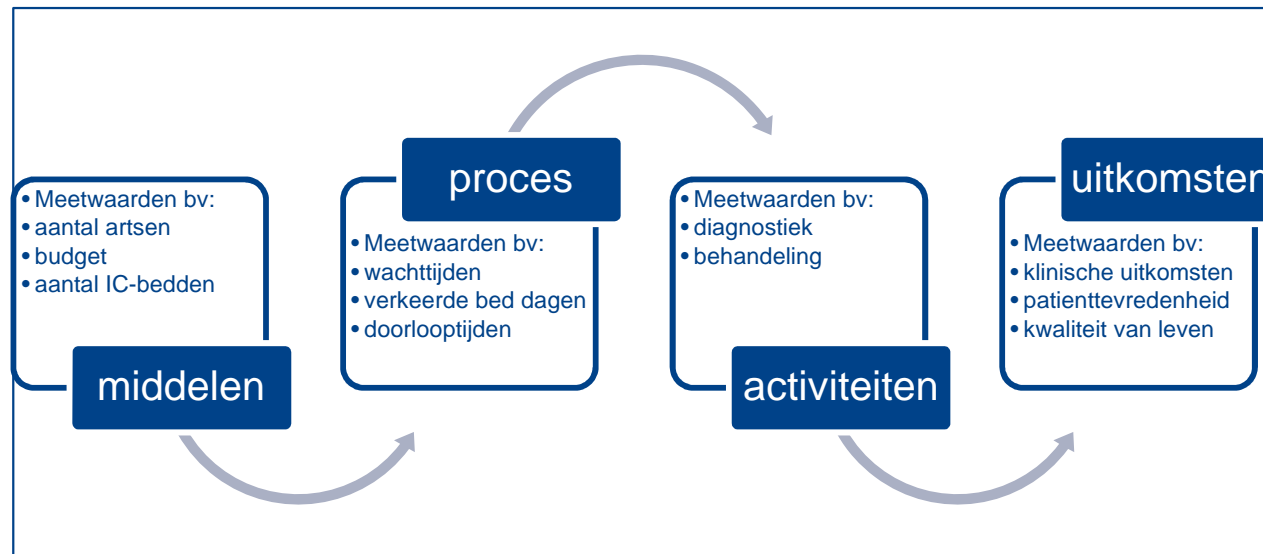 • Meetwaarden bv:
• aantal artsen
• budget
• aantal IC-bedden
middelen
proces
• Meetwaarden bv:
• wachttijden
• verkeerde bed dagen
• doorlooptijden
• Meetwaarden bv:
• diagnostiek
• behandeling
activiteiten
uitkomsten
• Meetwaarden bv:
• klinische uitkomsten
• patienttevredenheid
• kwaliteit van leven